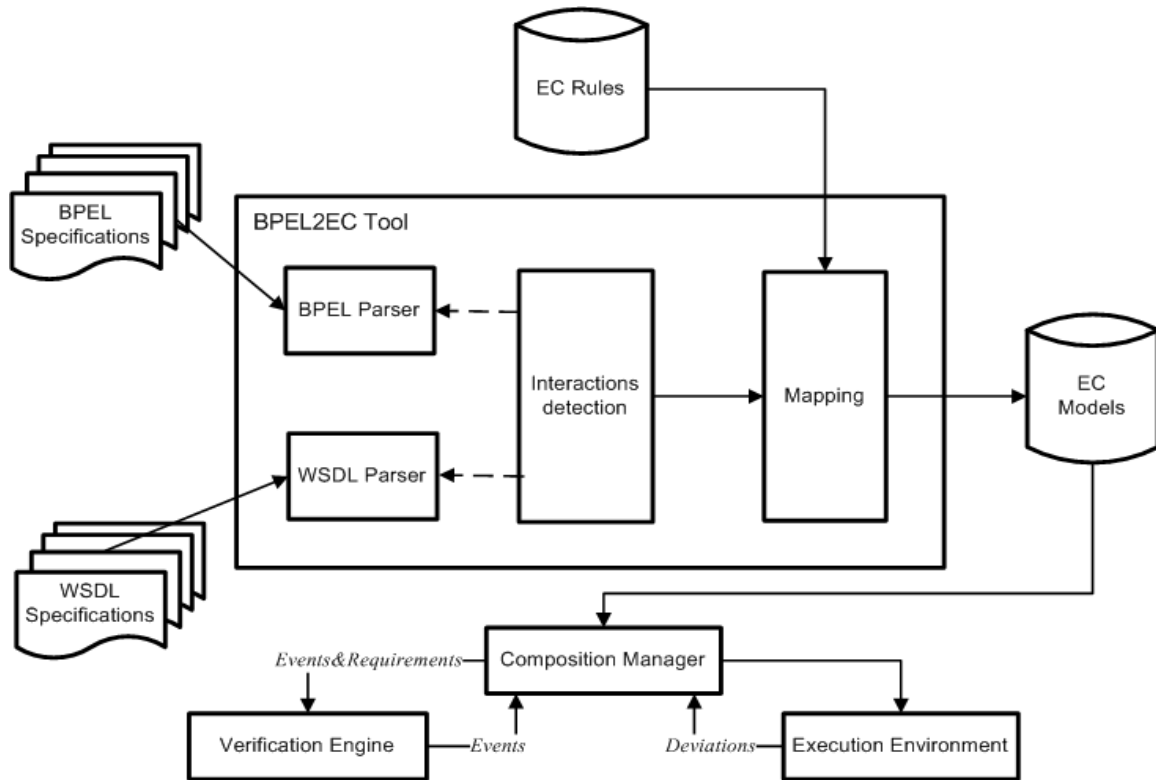 EC Rules
BPEL
Specifications
BPEL2EC Tool
BPEL Parser
Interactions
detection
Mapping
EC
Models
WSDL Parser
WSDL
Specifications
Events&Requirements
Composition Manager
Verification Engine
Events
Deviations
Execution Environment